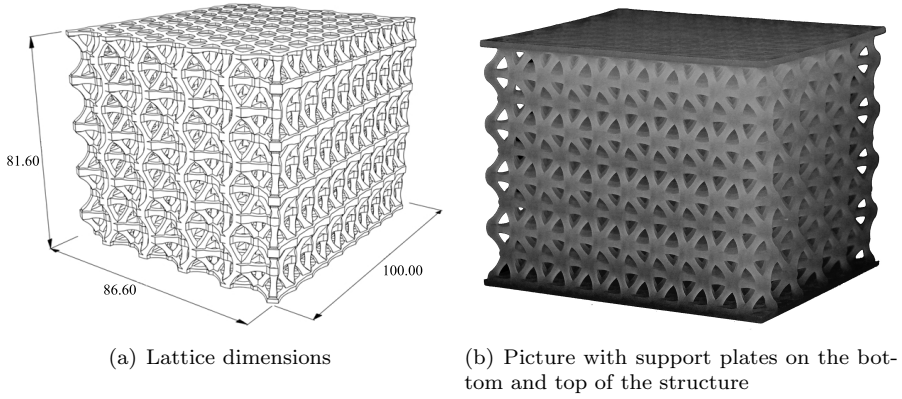 81.60
86.60
100.00
(a) Lattice dimensions
(b) Picture with support plates on the bot-
tom and top of the structure